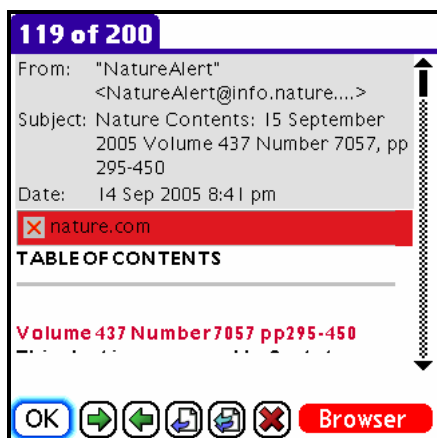 119 of 200
From: "NatureAlert"
<NatureAlert@info.nature....>
Subject: Nature Contents: 15 September
2005 Volume 437 Number 7057, pp
295-450
Date: 14 Sep 2005 8:41 pm
nature.com
TABLE OF CONTENTS
Volume 437 Number 7057 pp295-450
OK Browser